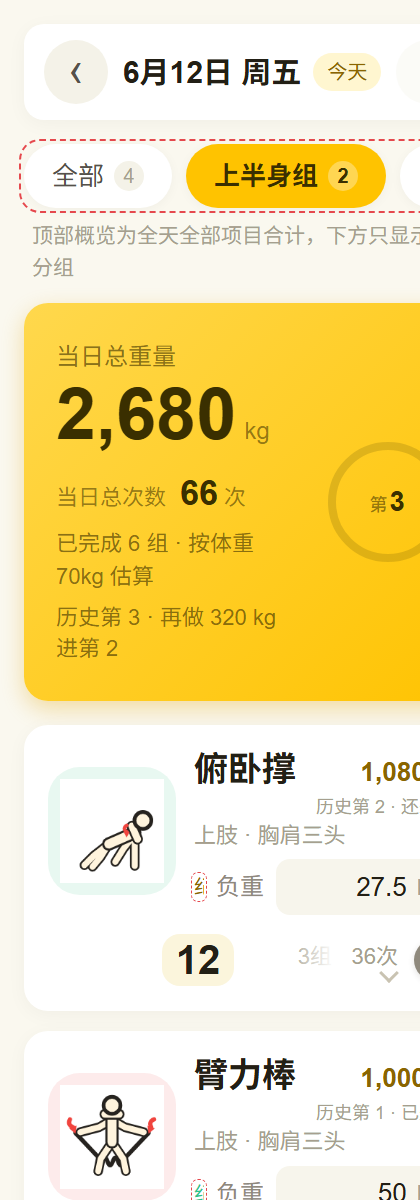 6月12日 周五 今天
全部 4 上半身组 2
顶部概览为全天全部项目合计，下方只显示
分组
当日总重量
2,680 kg
当日总次数 66 次
已完成 6 组 · 按体重
70kg 估算
历史第 3 · 再做 320 kg
进第 2
第3
俯卧撑 1,080
历史第 2 · 还
上肢 · 胸肩三头
负重 27.5
12 3组 36次
臂力棒 1,000
历史第 1 · 已
上肢 · 胸肩三头
负重 50